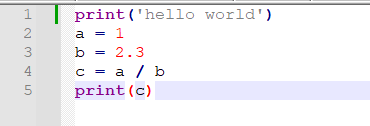 1 print('hello world')
2 a = 1
3 b = 2.3
4 c = a / b
5 print(c)